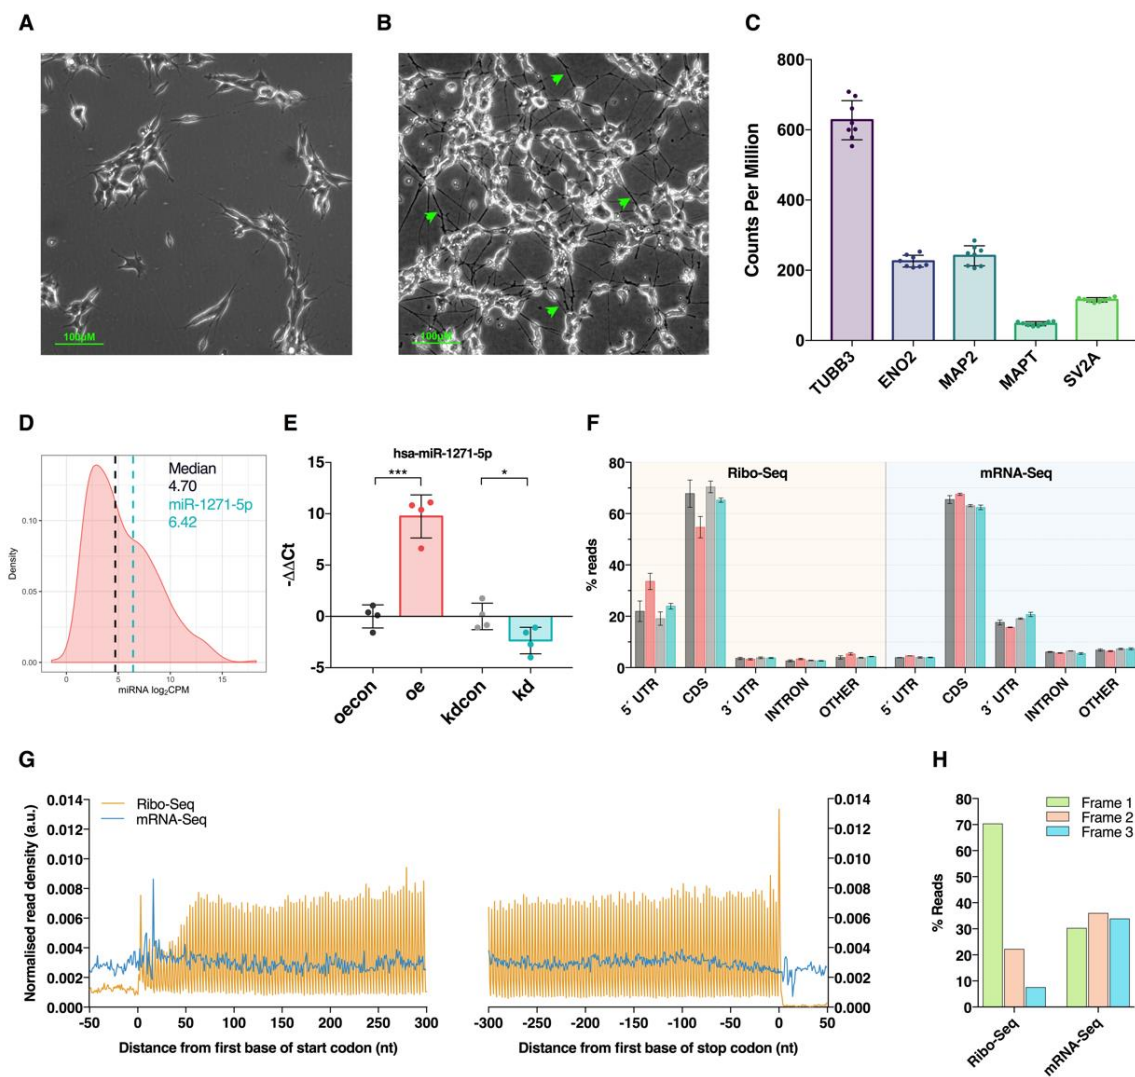 A
100µM
B
100µM
C
Counts Per Million
800
600
400
200
0
TUBB3
ENO2
MAP2
MAPT
SV2A
D
Median
4.70
miR-1271-5p
6.42
Density
0.10
0.05
0.00
0
5
10
15
miRNA log2CPM
E
hsa-miR-1271-5p
-ΔΔCt
15
10
5
0
-5
***
*
oecon
oe
kdcon
kd
F
Ribo-Seq
mRNA-Seq
% reads
80
60
40
20
0
5´ UTR
CDS
3´ UTR
INTRON
OTHER
5´ UTR
CDS
3´ UTR
INTRON
OTHER
G
Ribo-Seq
mRNA-Seq
Normalised read density (a.u.)
0.014
0.012
0.010
0.008
0.006
0.004
0.002
0.000
-50
0
50
100
150
200
250
300
Distance from first base of start codon (nt)
0.014
0.012
0.010
0.008
0.006
0.004
0.002
0.000
-300
-250
-200
-150
-100
-50
0
50
Distance from first base of stop codon (nt)
H
Frame 1
Frame 2
Frame 3
% Reads
80
70
60
50
40
30
20
10
0
Ribo-Seq
mRNA-Seq